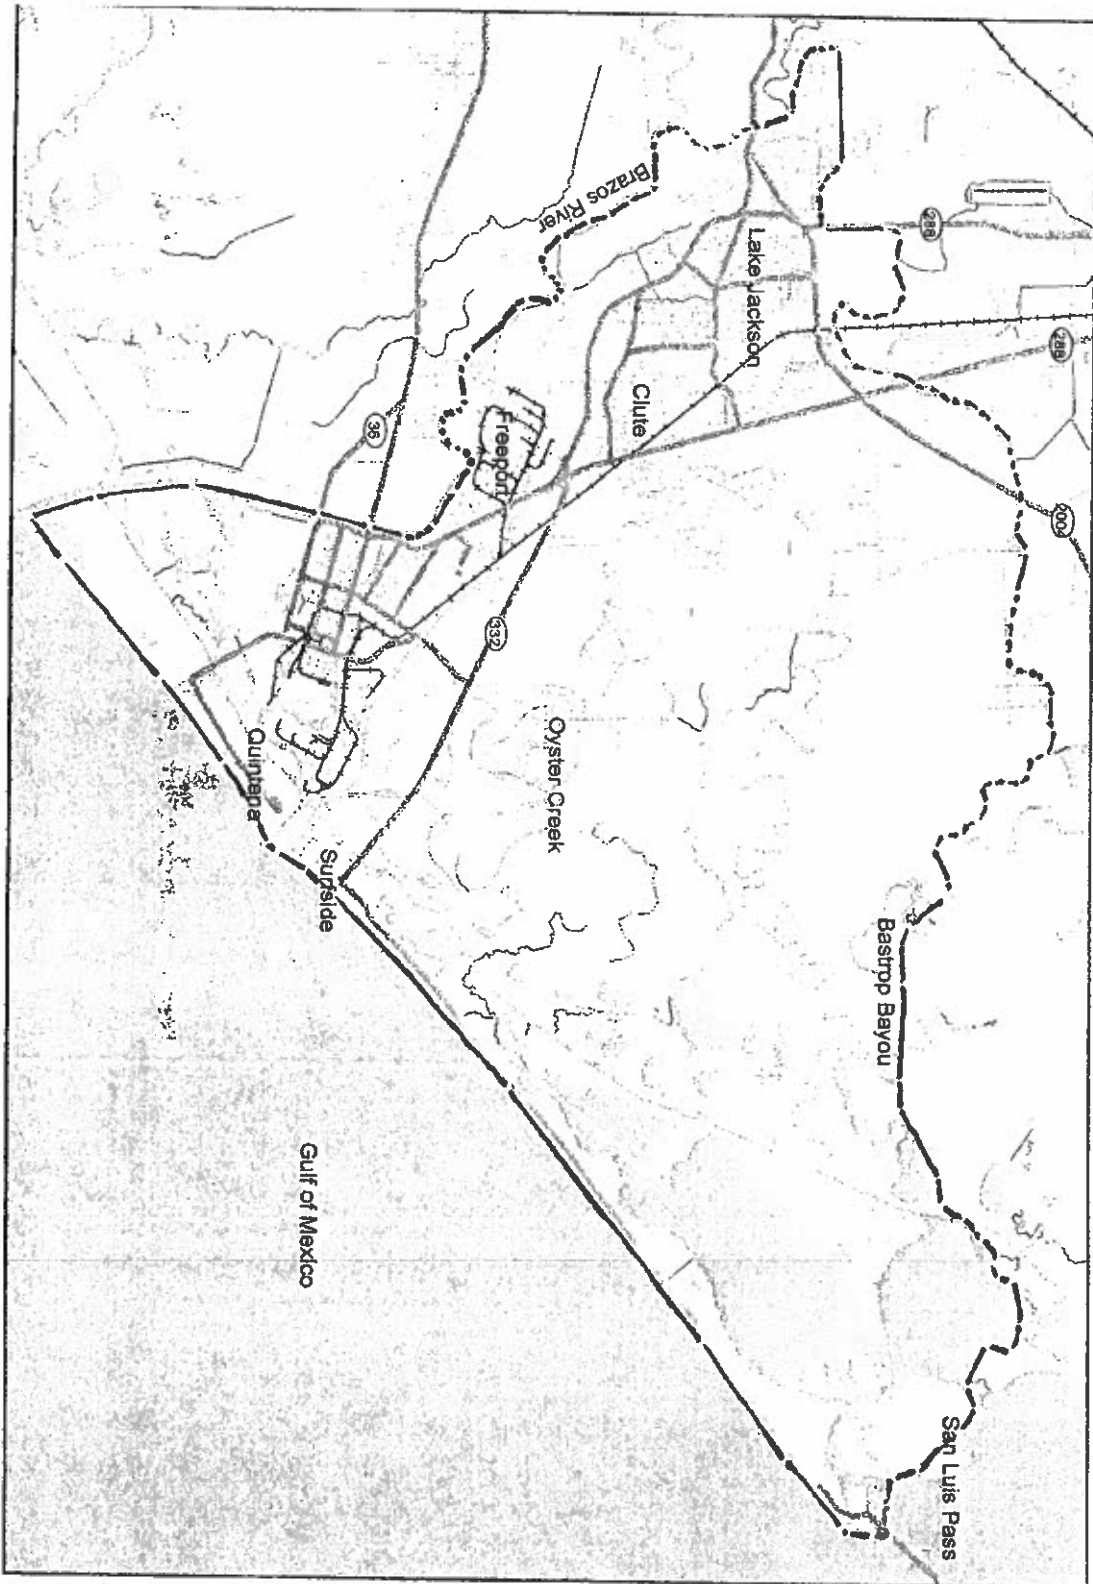 288
2004
San Luis Pass
288
Bastrop Bayou
Lake Jackson
Clute
Brazos River
Oyster Creek
Freeport
332
36
Surfside
Gulf of Mexico
Quintana